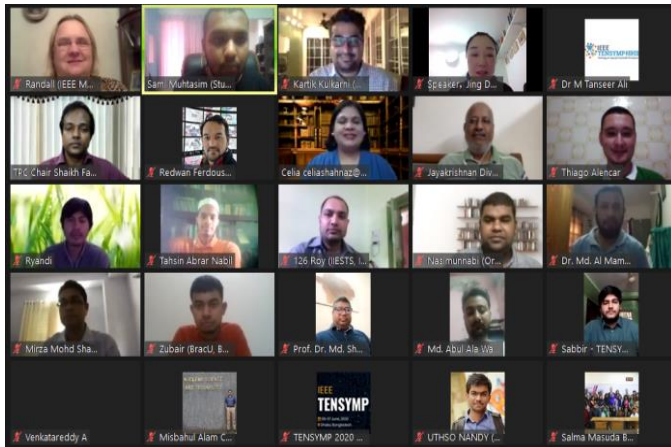 Randall (IEEE M...
Sami Muhtasim (Stu...
Kartik Kulkarni (...
Speaker, Jing D...
IEEE
TENSYMP
Dr M Tanseer Ali
TPC Chair Shaikh Fa...
Redwan Ferdous...
Celia celiashahnaz@...
Jayakrishnan Div...
Thiago Alencar
Ryandi
Tahsin Abrar Nabil
126 Roy (IIESTS, I...
Nasimunnabi (Or...
Dr. Md. Al Mam...
Mirza Mohd Sha...
Zubair (BracU, B...
Prof. Dr. Md. Sh...
Md. Abul Ala Wa
Sabbir - TENSY...
Venkatareddy A
Misbahul Alam C...
IEEE
TENSYMP
TENSYMP 2020 ...
UTHSO NANDY (...
Salma Masuda B...